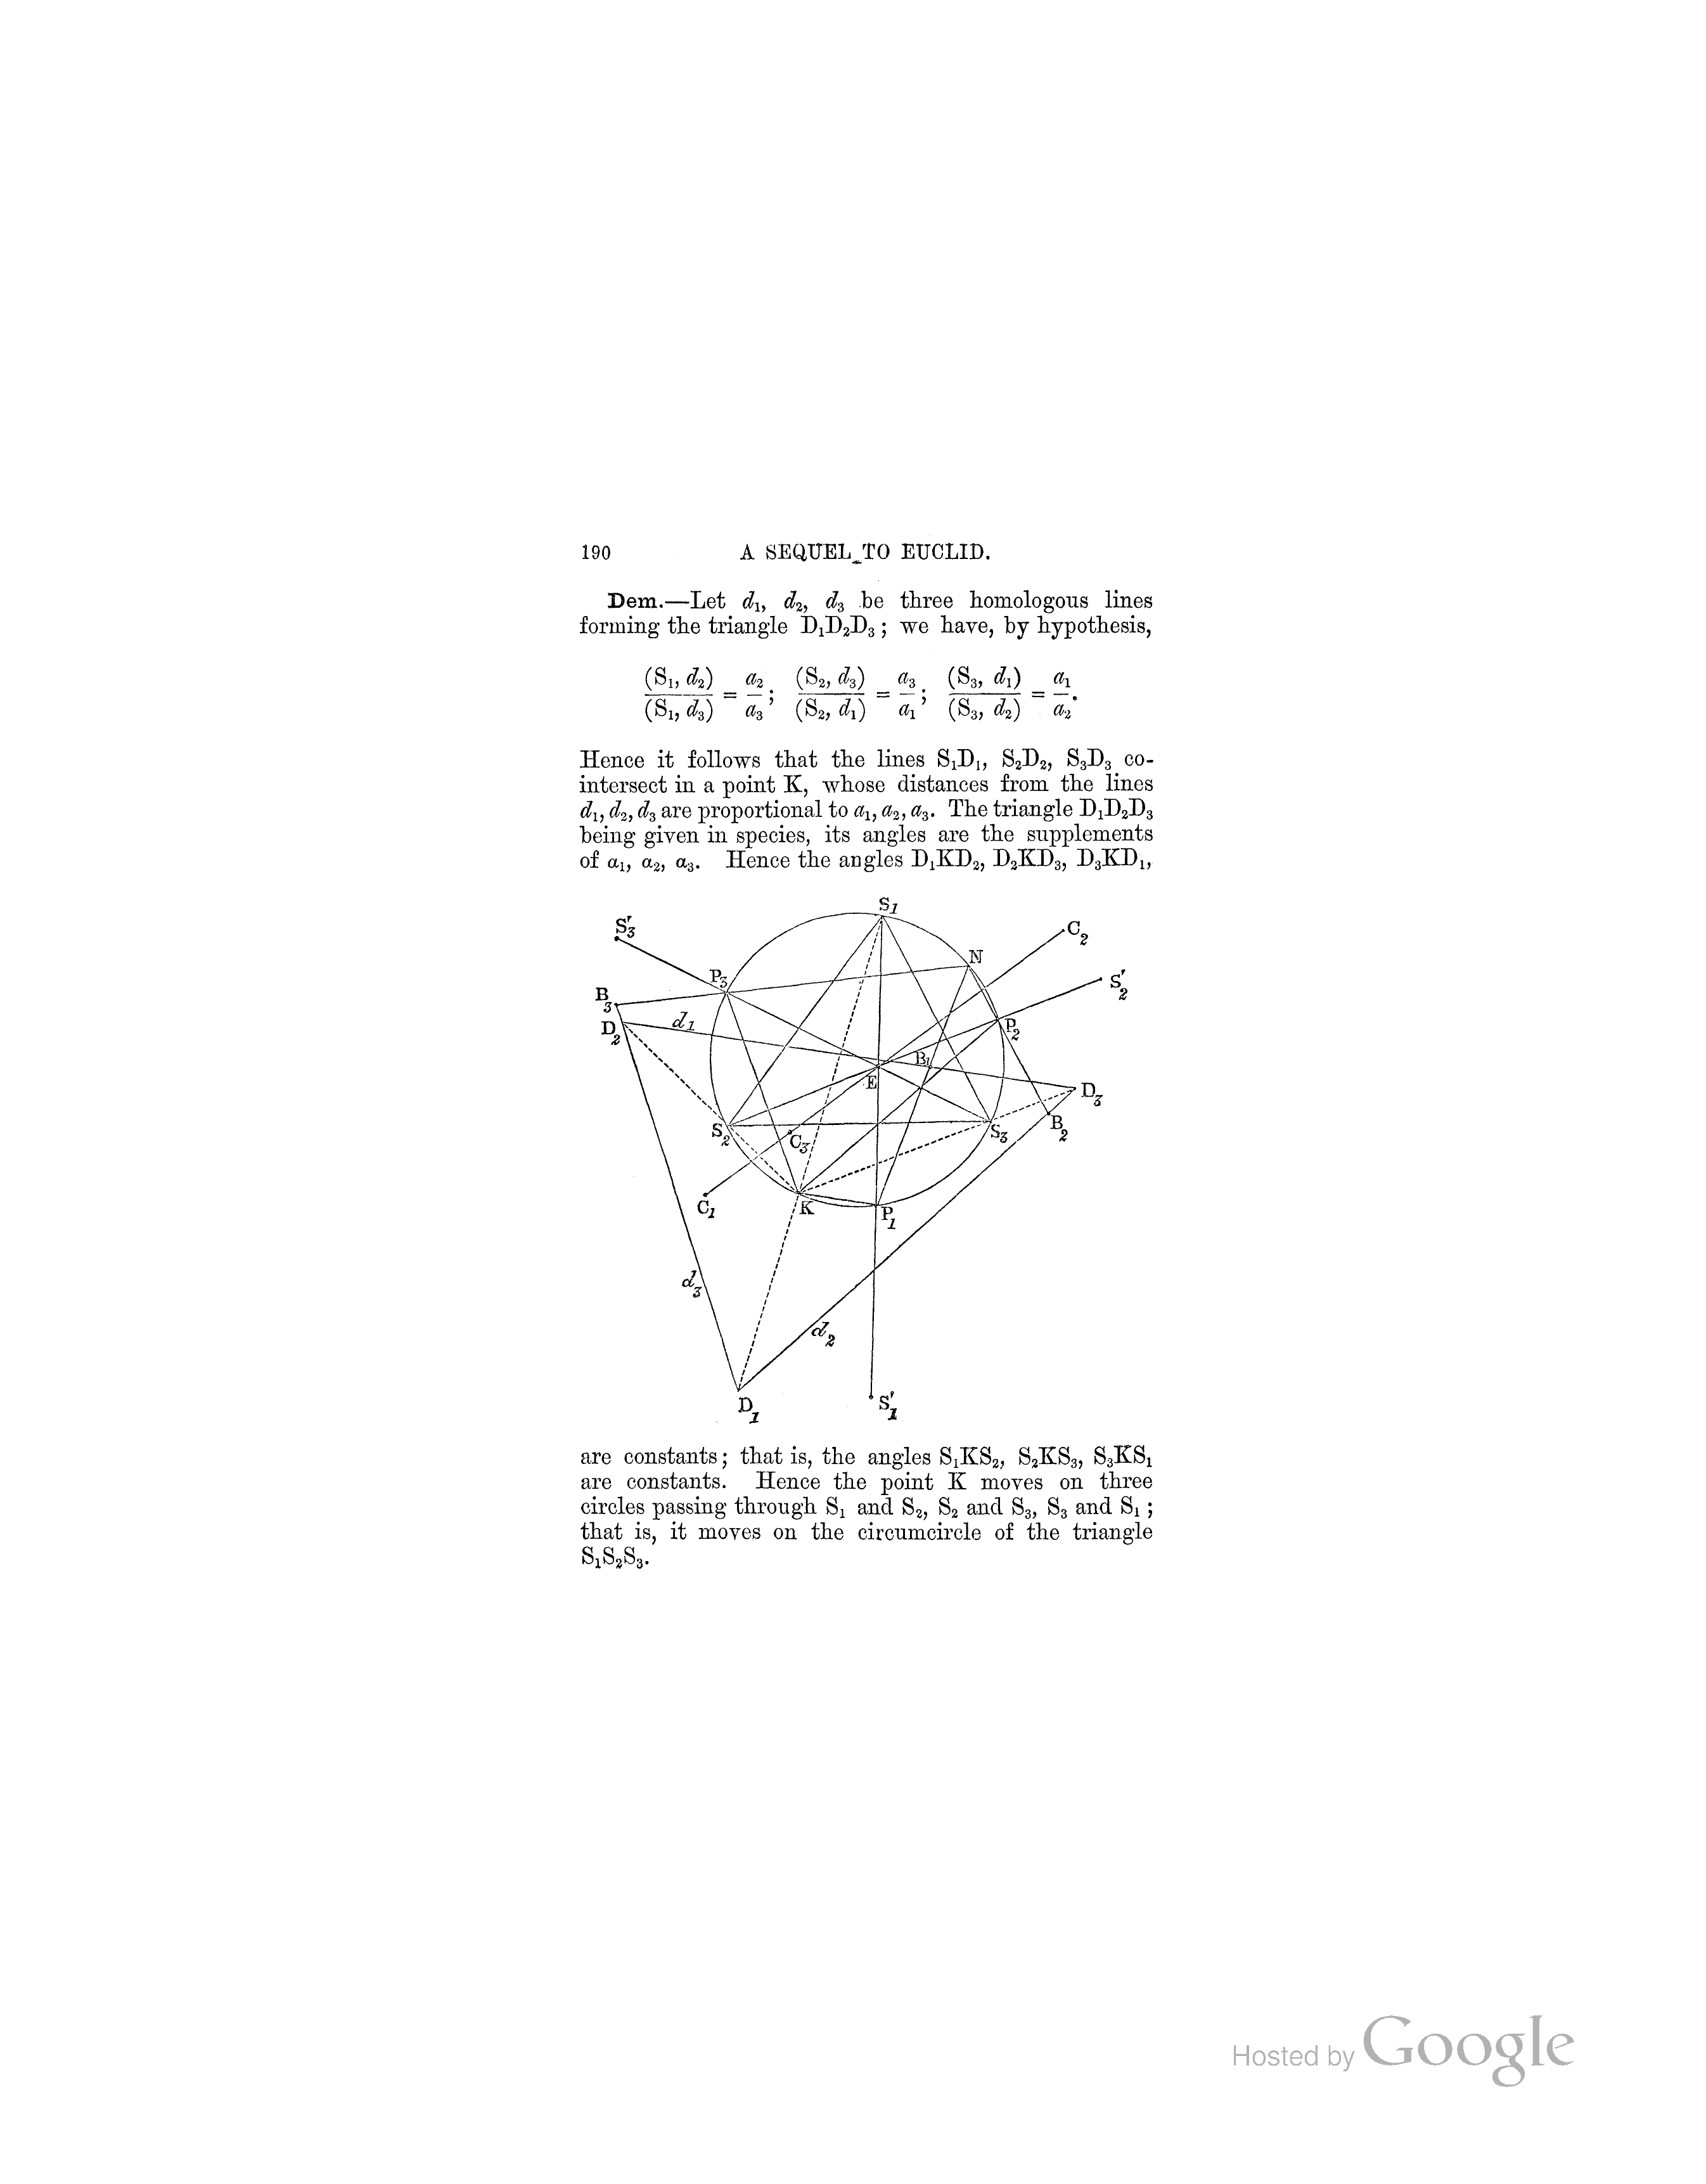 190 A SEQUEL TO EUCLID.
Dem.—Let d₁, d₂, d₃ be three homologous lines
forming the triangle D₁D₂D₃; we have, by hypothesis,
(S₁, d₂)/(S₁, d₃) = a₂/a₃; (S₂, d₃)/(S₂, d₁) = a₃/a₁; (S₃, d₁)/(S₃, d₂) = a₁/a₂.
Hence it follows that the lines S₁D₁, S₂D₂, S₃D₃ co-
intersect in a point K, whose distances from the lines
d₁, d₂, d₃ are proportional to a₁, a₂, a₃. The triangle D₁D₂D₃
being given in species, its angles are the supplements
of α₁, α₂, α₃. Hence the angles D₁KD₂, D₂KD₃, D₃KD₁,
S₁
S′₃
C₂
N
P₃
S′₂
B₃
D₂
d₁
P₂
B₁
E
D₃
B₂
S₂
C₃
S₃
C₁
K
P₁
d₃
d₂
D₁
S′₁
are constants; that is, the angles S₁KS₂, S₂KS₃, S₃KS₁
are constants. Hence the point K moves on three
circles passing through S₁ and S₂, S₂ and S₃, S₃ and S₁;
that is, it moves on the circumcircle of the triangle
S₁S₂S₃.
Hosted by Google